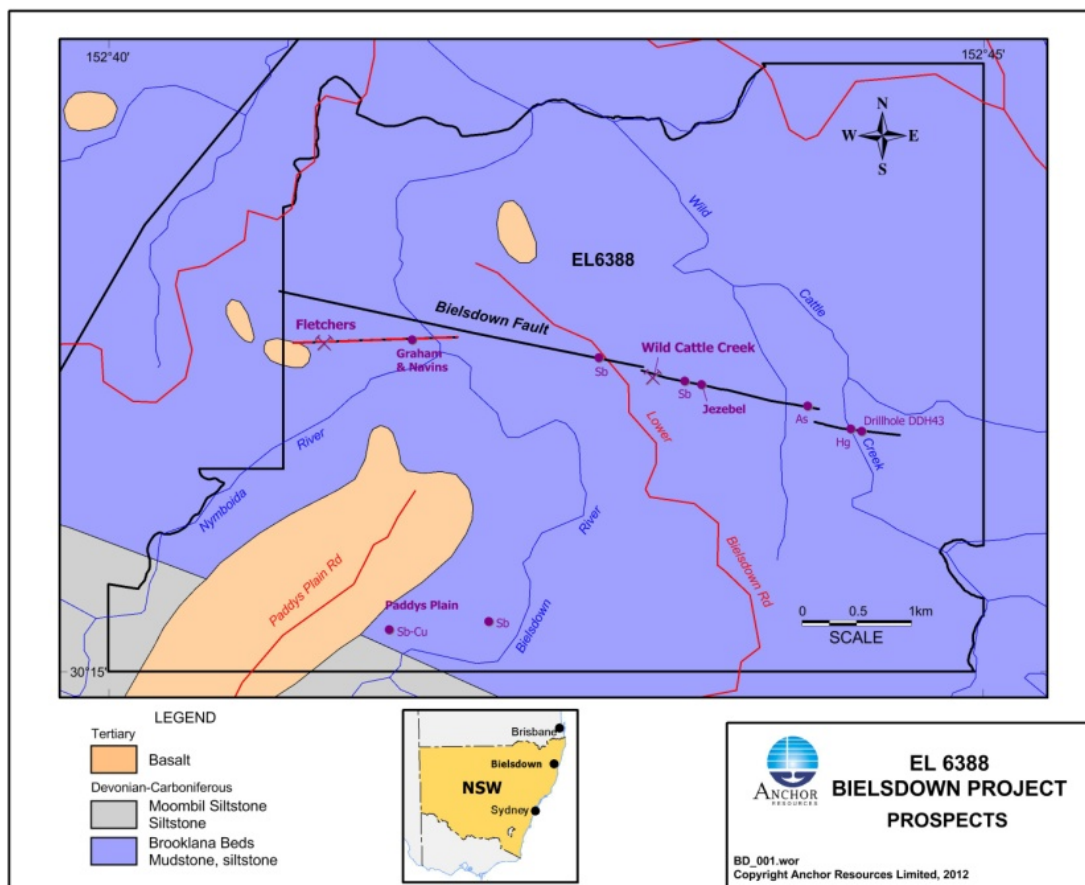 152°40'
152°45'
N
W E
S
Wild
EL6388
Cattle
Bielsdown Fault
Fletchers
Graham
& Navins
Wild Cattle Creek
Sb
Sb
Jezebel
As
Drillhole DDH43
Hg
Creek
Lower
River
Nymboida
River
Bielsdown Rd
Paddys Plain Rd
Paddys Plain
Sb
Sb-Cu
Bielsdown
0 0.5 1km
SCALE
30°15'
LEGEND
Tertiary
Basalt
Devonian-Carboniferous
Moombil Siltstone
Siltstone
Brooklana Beds
Mudstone, siltstone
Brisbane
Bielsdown
NSW
Sydney
ANCHOR
RESOURCES
EL 6388
BIELSDOWN PROJECT
PROSPECTS
BD_001.wor
Copyright Anchor Resources Limited, 2012